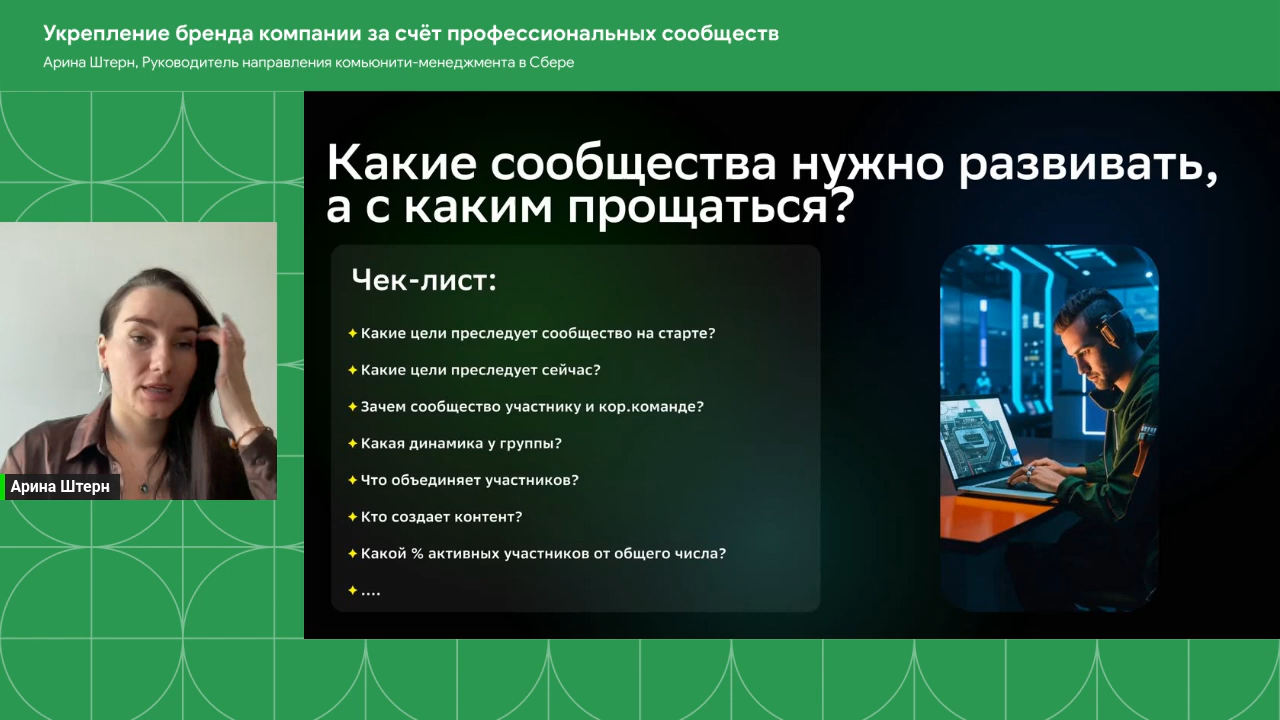 Укрепление бренда компании за счёт профессиональных сообществ
Арина Штерн, Руководитель направления комьюнити-менеджмента в Сбере
Какие сообщества нужно развивать,
а с каким прощаться?
Чек-лист:
Какие цели преследует сообщество на старте?
Какие цели преследует сейчас?
Зачем сообщество участнику и кор.команде?
Какая динамика у группы?
Что объединяет участников?
Кто создает контент?
Какой % активных участников от общего числа?
....
Арина Штерн